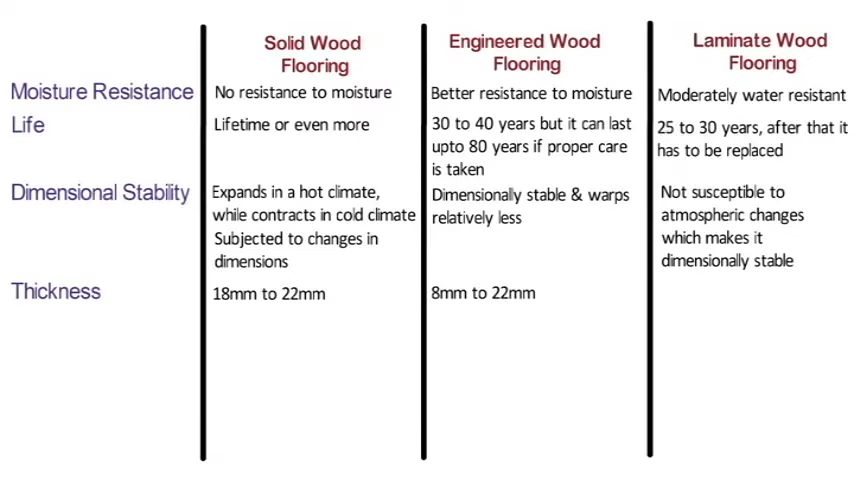 Solid Wood
Flooring
Engineered Wood
Flooring
Laminate Wood
Flooring
Moisture Resistance
No resistance to moisture
Better resistance to moisture
Moderately water resistant
Life
Lifetime or even more
30 to 40 years but it can last
upto 80 years if proper care
is taken
25 to 30 years, after that it
has to be replaced
Dimensional Stability
Expands in a hot climate,
while contracts in cold climate
Subjected to changes in
dimensions
Dimensionally stable & warps
relatively less
Not susceptible to
atmospheric changes
which makes it
dimensionally stable
Thickness
18mm to 22mm
8mm to 22mm